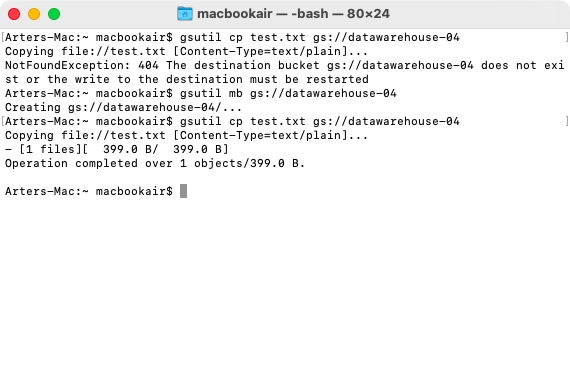 macbookair — -bash — 80×24
[Arters-Mac:~ macbookair$ gsutil cp test.txt gs://datawarehouse-04 ]
Copying file://test.txt [Content-Type=text/plain]...
NotFoundException: 404 The destination bucket gs://datawarehouse-04 does not exi
st or the write to the destination must be restarted
Arters-Mac:~ macbookair$ gsutil mb gs://datawarehouse-04
Creating gs://datawarehouse-04/...
[Arters-Mac:~ macbookair$ gsutil cp test.txt gs://datawarehouse-04 ]
Copying file://test.txt [Content-Type=text/plain]...
- [1 files][  399.0 B/  399.0 B]
Operation completed over 1 objects/399.0 B.
Arters-Mac:~ macbookair$